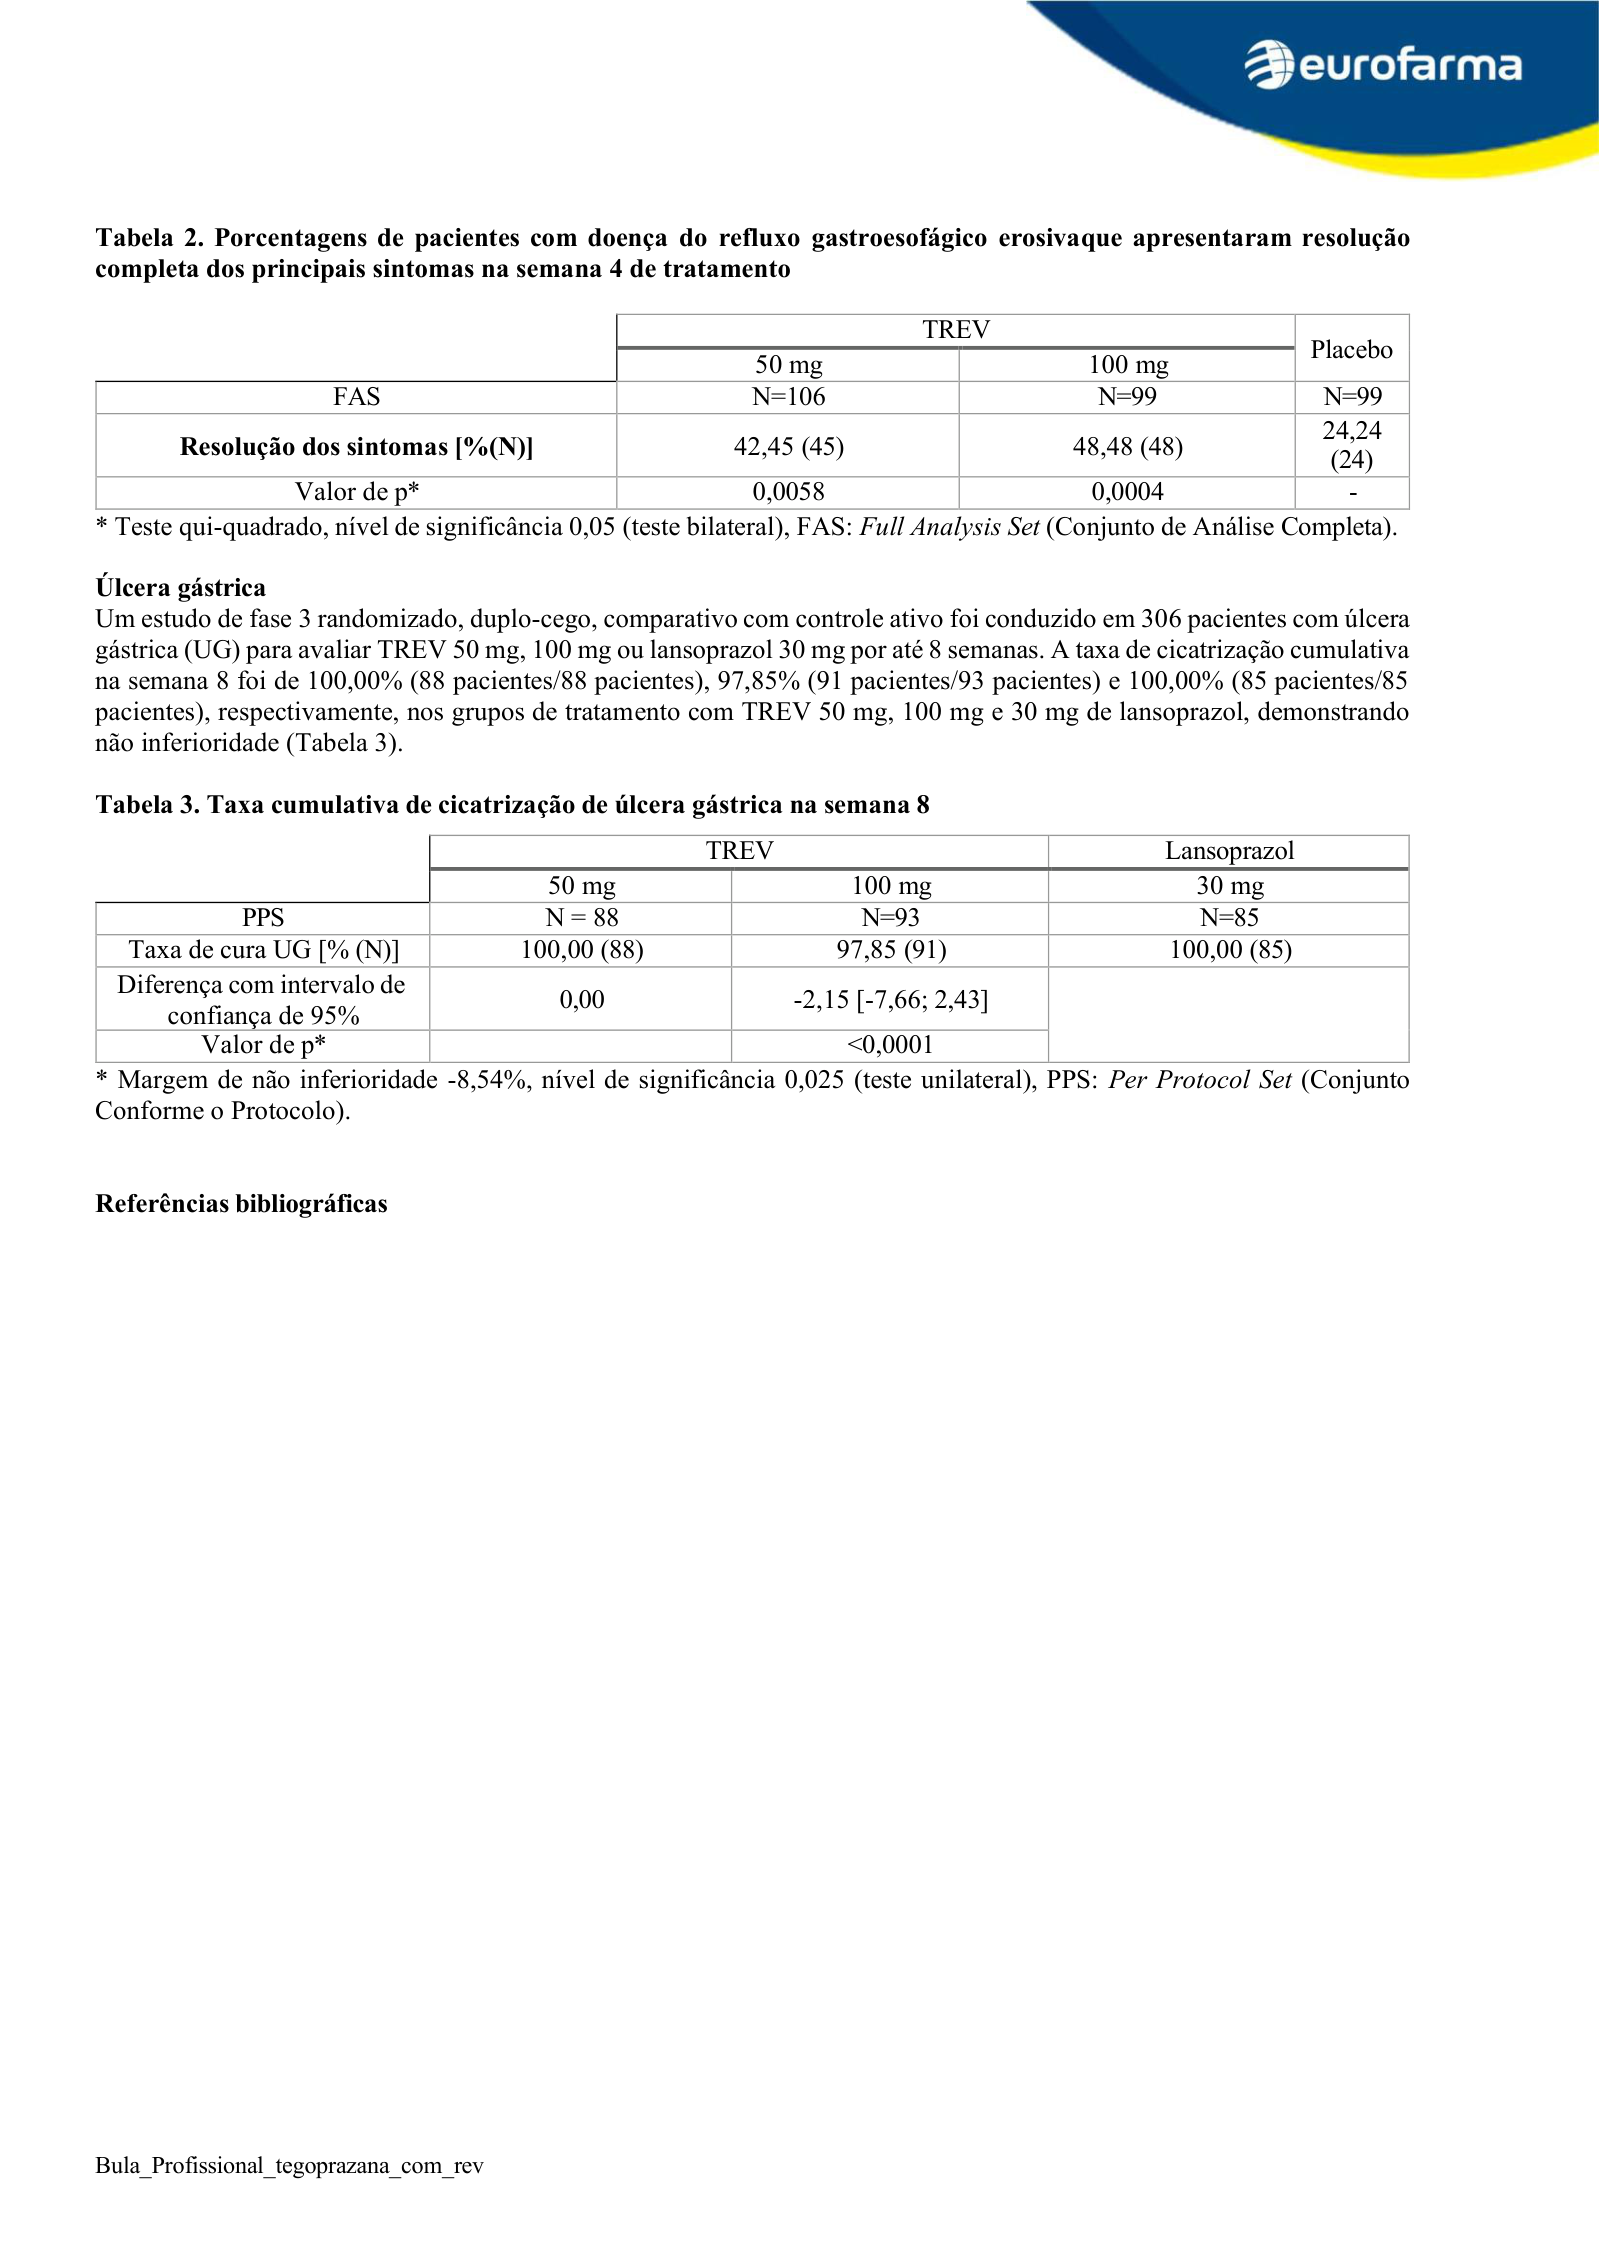 eurofarma
Tabela 2. Porcentagens de pacientes com doença do refluxo gastroesofágico erosivaque apresentaram resolução
completa dos principais sintomas na semana 4 de tratamento
TREV
Placebo
50 mg
100 mg
FAS
N=106
N=99
N=99
Resolução dos sintomas [%(N)]
42,45 (45)
48,48 (48)
24,24
(24)
Valor de p*
0,0058
0,0004
-
* Teste qui-quadrado, nível de significância 0,05 (teste bilateral), FAS: Full Analysis Set (Conjunto de Análise Completa).
Úlcera gástrica
Um estudo de fase 3 randomizado, duplo-cego, comparativo com controle ativo foi conduzido em 306 pacientes com úlcera
gástrica (UG) para avaliar TREV 50 mg, 100 mg ou lansoprazol 30 mg por até 8 semanas. A taxa de cicatrização cumulativa
na semana 8 foi de 100,00% (88 pacientes/88 pacientes), 97,85% (91 pacientes/93 pacientes) e 100,00% (85 pacientes/85
pacientes), respectivamente, nos grupos de tratamento com TREV 50 mg, 100 mg e 30 mg de lansoprazol, demonstrando
não inferioridade (Tabela 3).
Tabela 3. Taxa cumulativa de cicatrização de úlcera gástrica na semana 8
TREV
Lansoprazol
50 mg
100 mg
30 mg
PPS
N = 88
N=93
N=85
Taxa de cura UG [% (N)]
100,00 (88)
97,85 (91)
100,00 (85)
Diferença com intervalo de
confiança de 95%
0,00
-2,15 [-7,66; 2,43]
Valor de p*
<0,0001
* Margem de não inferioridade -8,54%, nível de significância 0,025 (teste unilateral), PPS: Per Protocol Set (Conjunto
Conforme o Protocolo).
Referências bibliográficas
Bula_Profissional_tegoprazana_com_rev